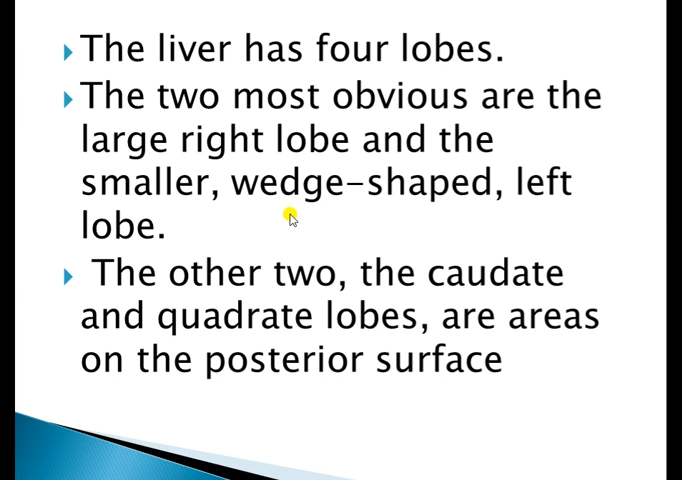 The liver has four lobes.
The two most obvious are the
large right lobe and the
smaller, wedge-shaped, left
lobe.
The other two, the caudate
and quadrate lobes, are areas
on the posterior surface